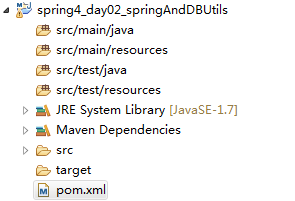 spring4_day02_springAndDBUtils
src/main/java
src/main/resources
src/test/java
src/test/resources
JRE System Library [JavaSE-1.7]
Maven Dependencies
src
target
pom.xml